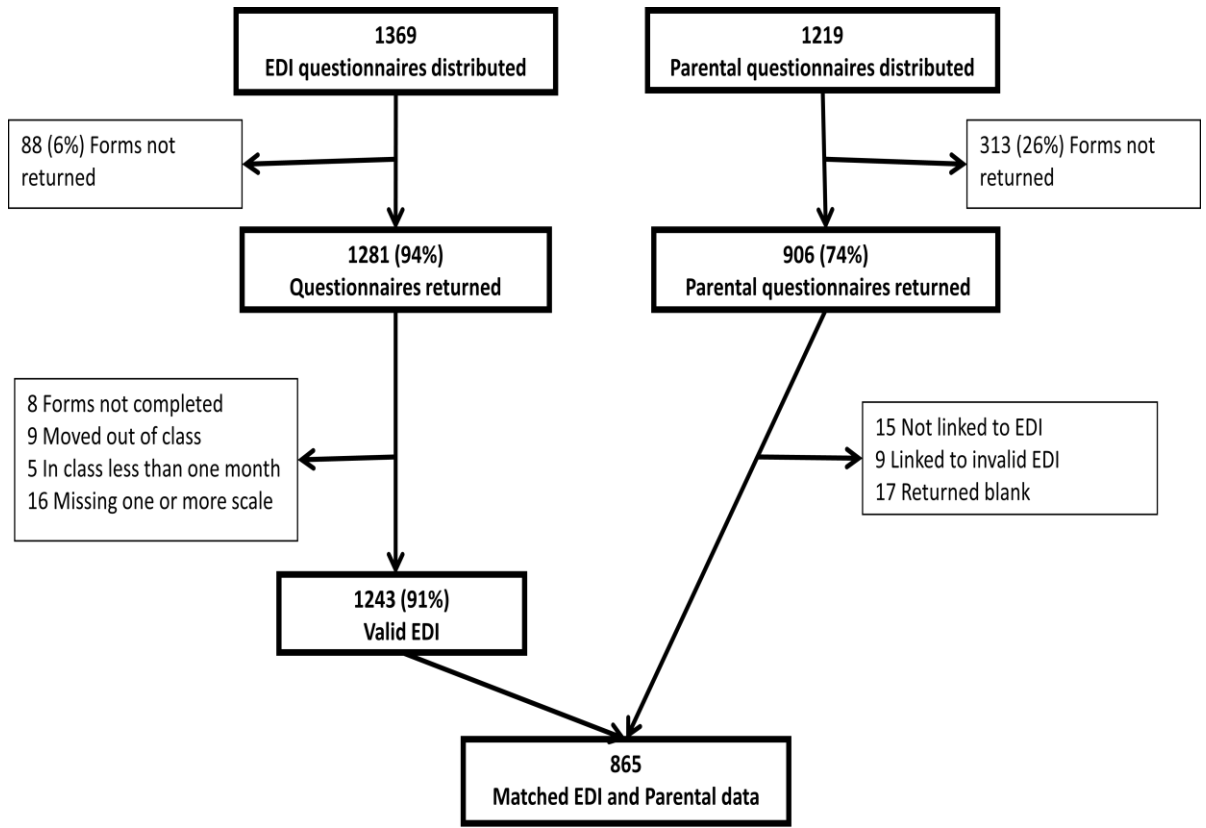 1369
EDI questionnaires distributed
1219
Parental questionnaires distributed
88 (6%) Forms not
returned
313 (26%) Forms not
returned
1281 (94%)
Questionnaires returned
906 (74%)
Parental questionnaires returned
8 Forms not completed
9 Moved out of class
5 In class less than one month
16 Missing one or more scale
15 Not linked to EDI
9 Linked to invalid EDI
17 Returned blank
1243 (91%)
Valid EDI
865
Matched EDI and Parental data